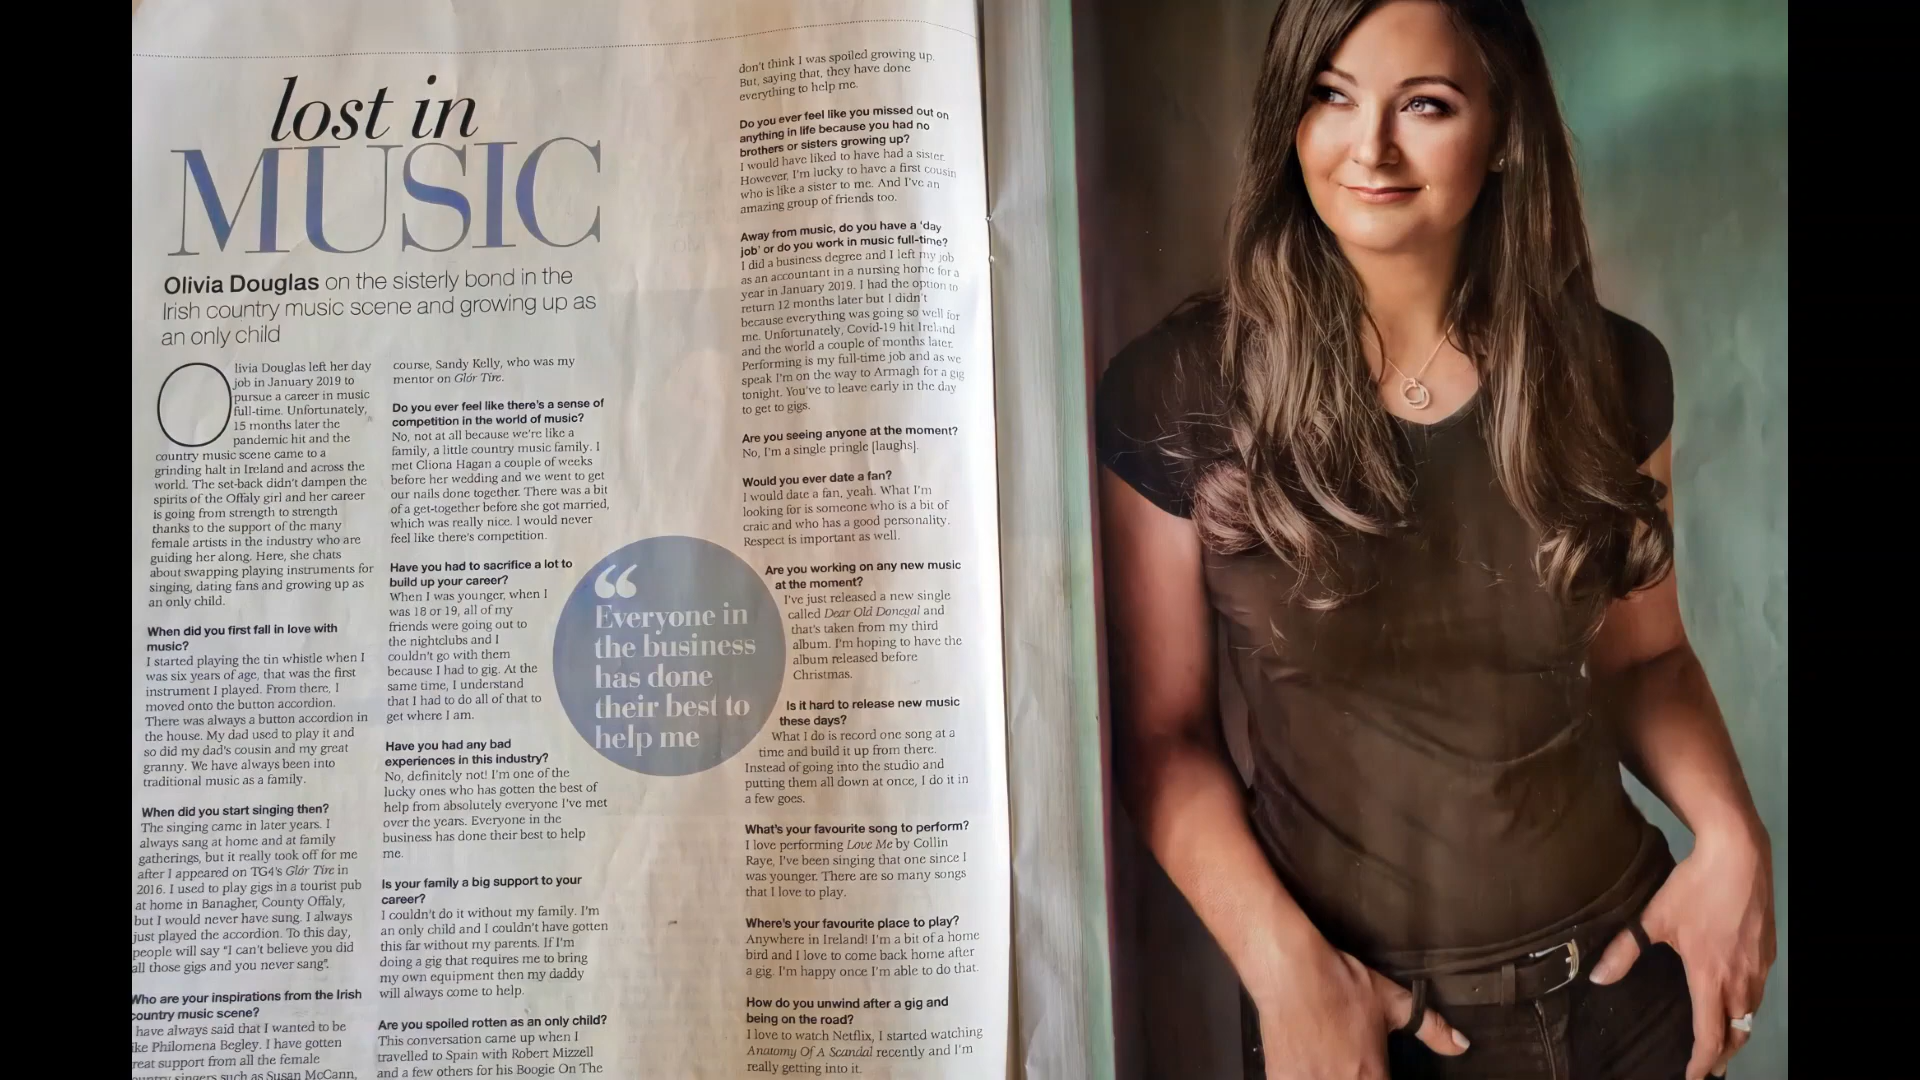 lost in
MUSIC
Olivia Douglas on the sisterly bond in the
Irish country music scene and growing up as
an only child
Olivia Douglas left her day
job in January 2019 to
pursue a career in music
full-time. Unfortunately,
15 months later the
pandemic hit and the
country music scene came to a
grinding halt in Ireland and across the
world. The set-back didn't dampen the
spirits of the Offaly girl and her career
is going from strength to strength
thanks to the support of the many
female artists in the industry who are
guiding her along. Here, she chats
about swapping playing instruments for
singing, dating fans and growing up as
an only child.
When did you first fall in love with
music?
I started playing the tin whistle when I
was six years of age, that was the first
instrument I played. From there, I
moved onto the button accordion.
There was always a button accordion in
the house. My dad used to play it and
so did my dad's cousin and my great
granny. We have always been into
traditional music as a family.
When did you start singing then?
The singing came in later years. I
always sang at home and at family
gatherings, but it really took off for me
after I appeared on TG4's Glór Tíre in
2016. I used to play gigs in a tourist pub
at home in Banagher, County Offaly,
but I would never have sung. I always
just played the accordion. To this day,
people will say "I can't believe you did
all those gigs and you never sang".
Who are your inspirations from the Irish
country music scene?
have always said that I wanted to be
ke Philomena Begley. I have gotten
reat support from all the female
ountry singers such as Susan McCann,
course, Sandy Kelly, who was my
mentor on Glór Tíre.
Do you ever feel like there's a sense of
competition in the world of music?
No, not at all because we're like a
family, a little country music family. I
met Cliona Hagan a couple of weeks
before her wedding and we went to get
our nails done together. There was a bit
of a get-together before she got married,
which was really nice. I would never
feel like there's competition.
Have you had to sacrifice a lot to
build up your career?
When I was younger, when I
was 18 or 19, all of my
friends were going out to
the nightclubs and I
couldn't go with them
because I had to gig. At the
same time, I understand
that I had to do all of that to
get where I am.
Have you had any bad
experiences in this industry?
No, definitely not! I'm one of the
lucky ones who has gotten the best of
help from absolutely everyone I've met
over the years. Everyone in the
business has done their best to help
me.
Is your family a big support to your
career?
I couldn't do it without my family. I'm
an only child and I couldn't have gotten
this far without my parents. If I'm
doing a gig that requires me to bring
my own equipment then my daddy
will always come to help.
Are you spoiled rotten as an only child?
This conversation came up when I
travelled to Spain with Robert Mizzell
and a few others for his Boogie On The
“
Everyone in
the business
has done
their best to
help me
don't think I was spoiled growing up.
But, saying that, they have done
everything to help me.
Do you ever feel like you missed out on
anything in life because you had no
brothers or sisters growing up?
I would have liked to have had a sister.
However, I'm lucky to have a first cousin
who is like a sister to me. And I've an
amazing group of friends too.
Away from music, do you have a 'day
job' or do you work in music full-time?
I did a business degree and I left my job
as an accountant in a nursing home for a
year in January 2019. I had the option to
return 12 months later but I didn't
because everything was going so well for
me. Unfortunately, Covid-19 hit Ireland
and the world a couple of months later.
Performing is my full-time job and as we
speak I'm on the way to Armagh for a gig
tonight. You've to leave early in the day
to get to gigs.
Are you seeing anyone at the moment?
No, I'm a single pringle [laughs].
Would you ever date a fan?
I would date a fan, yeah. What I'm
looking for is someone who is a bit of
craic and who has a good personality.
Respect is important as well.
Are you working on any new music
at the moment?
I've just released a new single
called Dear Old Donegal and
that's taken from my third
album. I'm hoping to have the
album released before
Christmas.
Is it hard to release new music
these days?
What I do is record one song at a
time and build it up from there.
Instead of going into the studio and
putting them all down at once, I do it in
a few goes.
What's your favourite song to perform?
I love performing Love Me by Collin
Raye, I've been singing that one since I
was younger. There are so many songs
that I love to play.
Where's your favourite place to play?
Anywhere in Ireland! I'm a bit of a home
bird and I love to come back home after
a gig. I'm happy once I'm able to do that.
How do you unwind after a gig and
being on the road?
I love to watch Netflix, I started watching
Anatomy Of A Scandal recently and I'm
really getting into it.